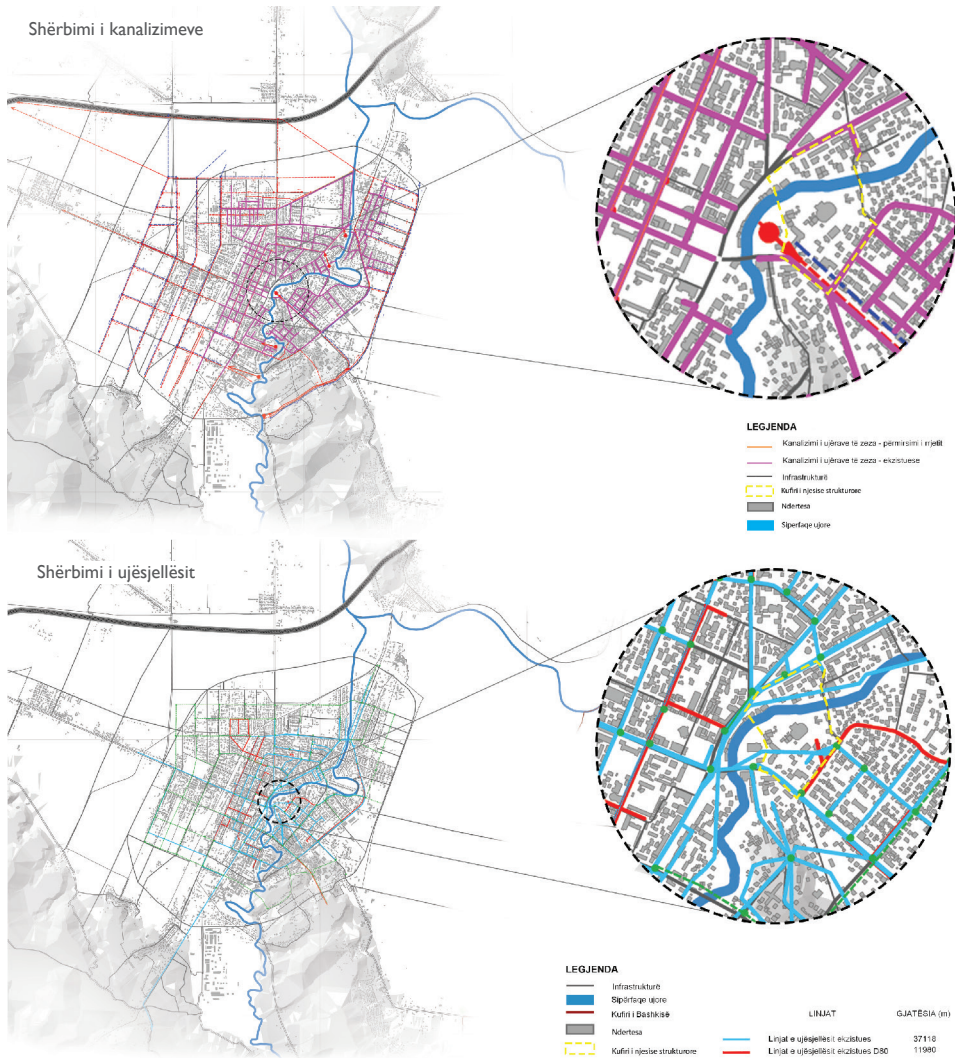 Shërbimi i kanalizimeve
LEGJENDA
Kanalizimi i ujërave të zeza - përmirsimi i rrjetit
Kanalizimi i ujërave të zeza - ekzistuese
Infrastrukturë
Kufiri i njesise strukturore
Ndertesa
Siperfaqe ujore
Shërbimi i ujësjellësit
LEGJENDA
Infrastrukturë
Sipërfaqe ujore
Kufiri i Bashkisë
Ndertesa
Kufiri i njesise strukturore
LINJAT GJATËSIA (m)
Linjat e ujësjellësit ekzistues 37118
Linjat e ujësjellësit ekzistues D80 11980